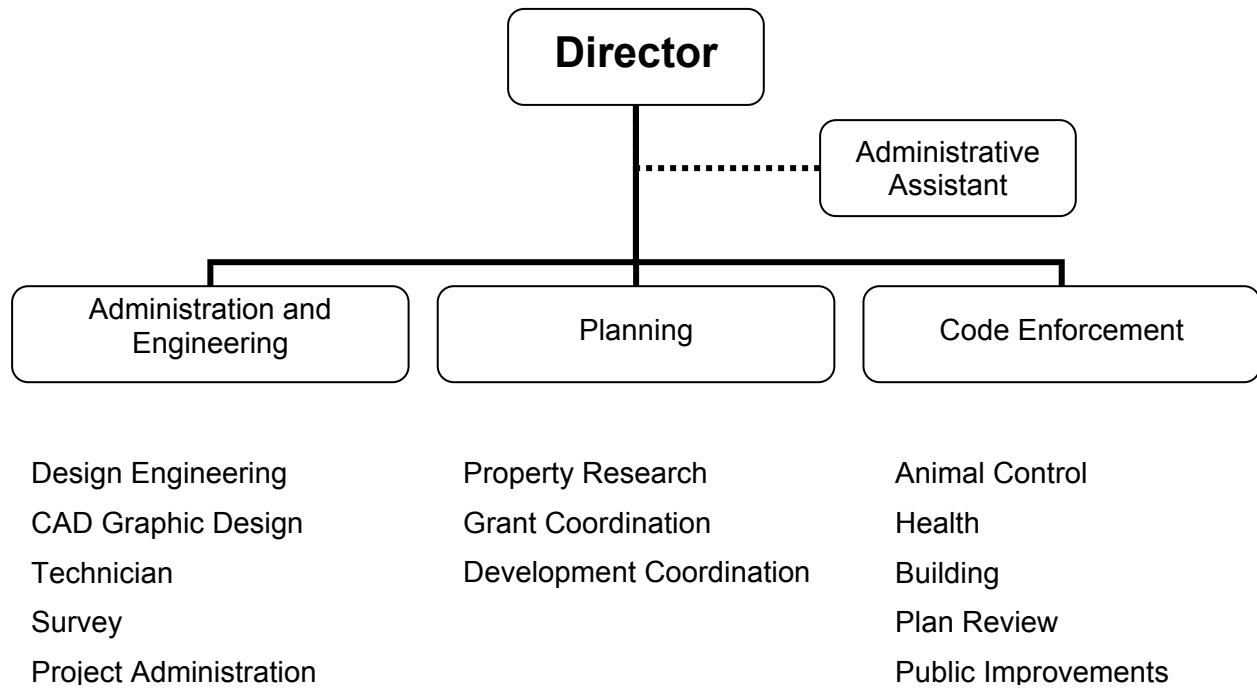 Director
Administrative
Assistant
Administration and
Engineering
Planning
Code Enforcement
Design Engineering
CAD Graphic Design
Technician
Survey
Project Administration
Property Research
Grant Coordination
Development Coordination
Animal Control
Health
Building
Plan Review
Public Improvements